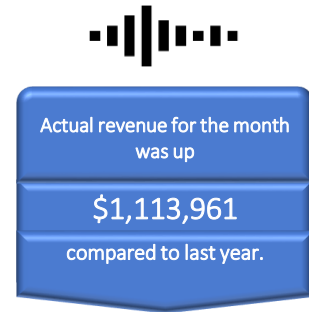 Actual revenue for the month
was up
$1,113,961
compared to last year.